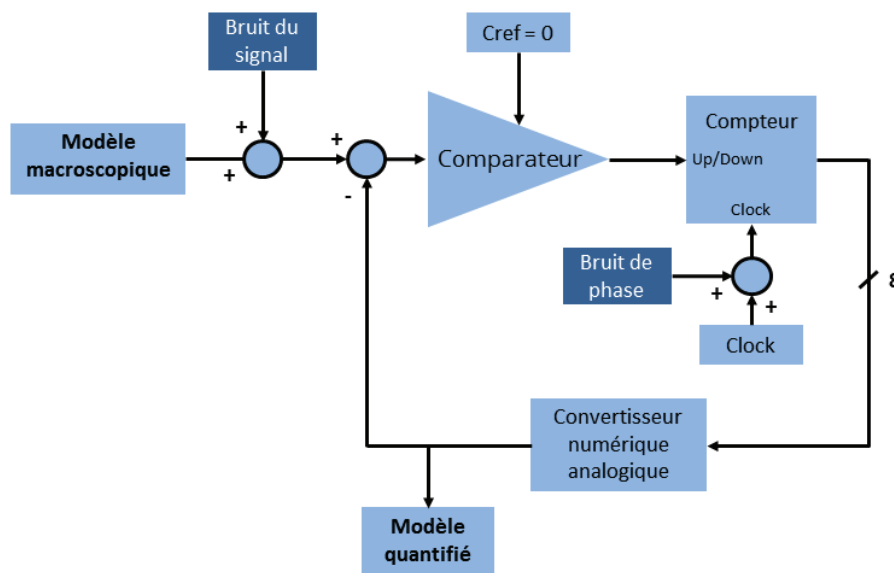 Bruit du
signal
Cref = 0
Modèle
macroscopique
+
+
+
-
Comparateur
Compteur
Up/Down
Clock
Bruit de
phase
+
+
Clock
Convertisseur
numérique
analogique
Modèle
quantifié